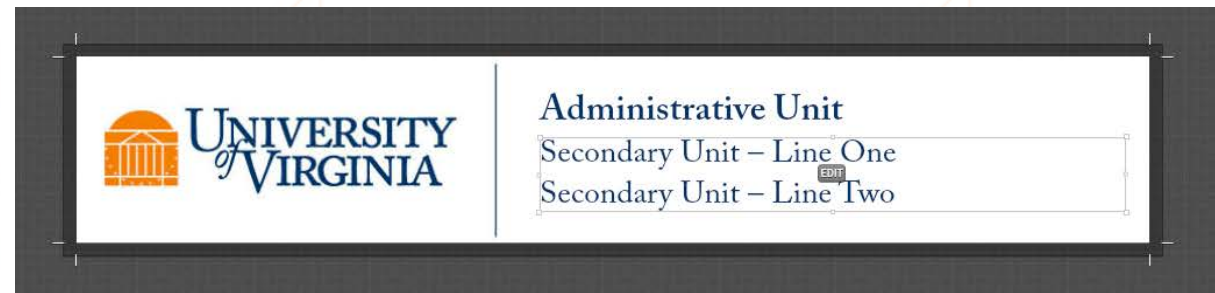 UNIVERSITY
of VIRGINIA
Administrative Unit
Secondary Unit – Line One
EDIT
Secondary Unit – Line Two